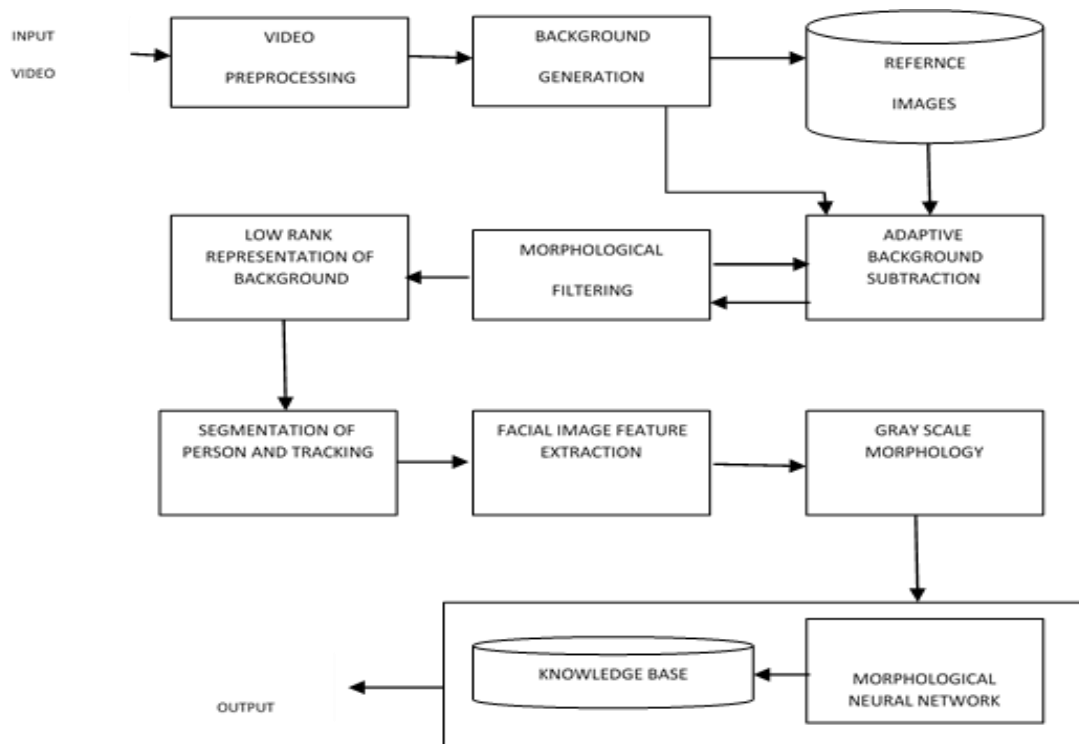 INPUT
VIDEO
VIDEO
PREPROCESSING
BACKGROUND
GENERATION
REFERNCE
IMAGES
LOW RANK
REPRESENTATION OF
BACKGROUND
MORPHOLOGICAL
FILTERING
ADAPTIVE
BACKGROUND
SUBTRACTION
SEGMENTATION OF
PERSON AND TRACKING
FACIAL IMAGE FEATURE
EXTRACTION
GRAY SCALE
MORPHOLOGY
KNOWLEDGE BASE
MORPHOLOGICAL
NEURAL NETWORK
OUTPUT